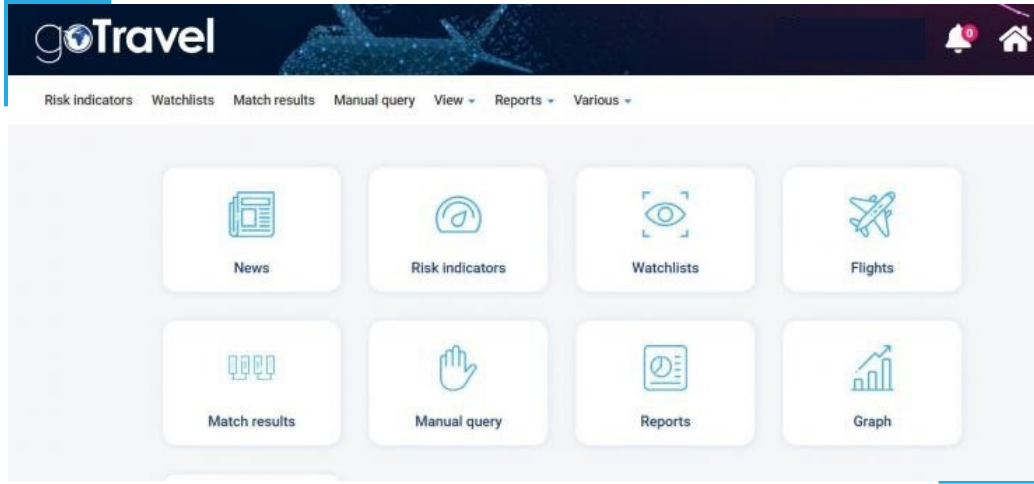 goTravel
0
Risk indicators Watchlists Match results Manual query View Reports Various
News Risk indicators Watchlists Flights
Match results Manual query Reports Graph